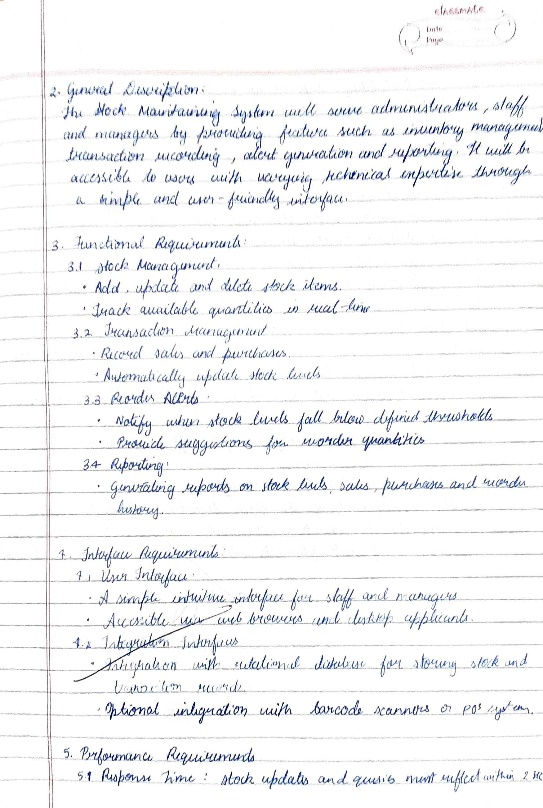 classmate
Date
Page
2. General Description:
The Stock Maintaining System will serve administrators, staff
and managers by providing feature such as inventory management
transaction recording, alert generation and reporting. It will be
accessible to users with varying technical expertise through
a simple and user-friendly interface.
3. Functional Requirements:
3.1 Stock Management.
• Add, update and delete stock items.
• Track available quantities in real-time
3.2 Transaction Management
• Record sales and purchases.
• Automatically update stock levels
3.3 Reorder Alerts.
• Notify when stock levels fall below defined thresholds
• Provide suggestions for reorder quantities
3.4 Reporting:
• Generating reports on stock levels, sales, purchases and reorder
history.
4. Interface Requirements:
4.1 User Interface:
• A simple intuitive interface for staff and managers
• Accessible via web browsers and desktop applicants.
4.2 Integration Interfaces
• Integration with relational database for storing stock and
transaction records.
• Optional integration with barcode scanners or POS system.
5. Performance Requirements
5.1 Response Time: stock updates and queries must reflect within 2 sec